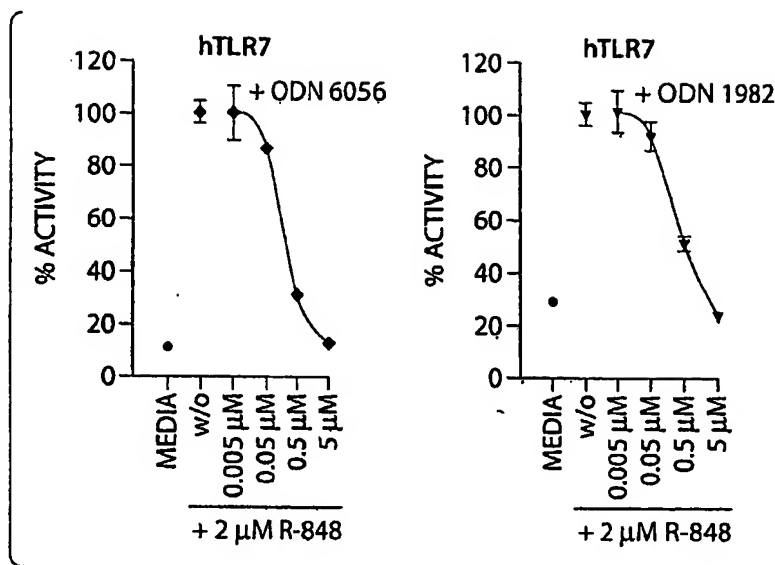 hTLR7
120
100
80
60
40
20
0
% ACTIVITY
+ ODN 6056
MEDIA
w/o
0.005 µM
0.05 µM
0.5 µM
5 µM
+ 2 µM R-848
hTLR7
120
100
80
60
40
20
0
% ACTIVITY
+ ODN 1982
MEDIA
w/o
0.005 µM
0.05 µM
0.5 µM
5 µM
+ 2 µM R-848